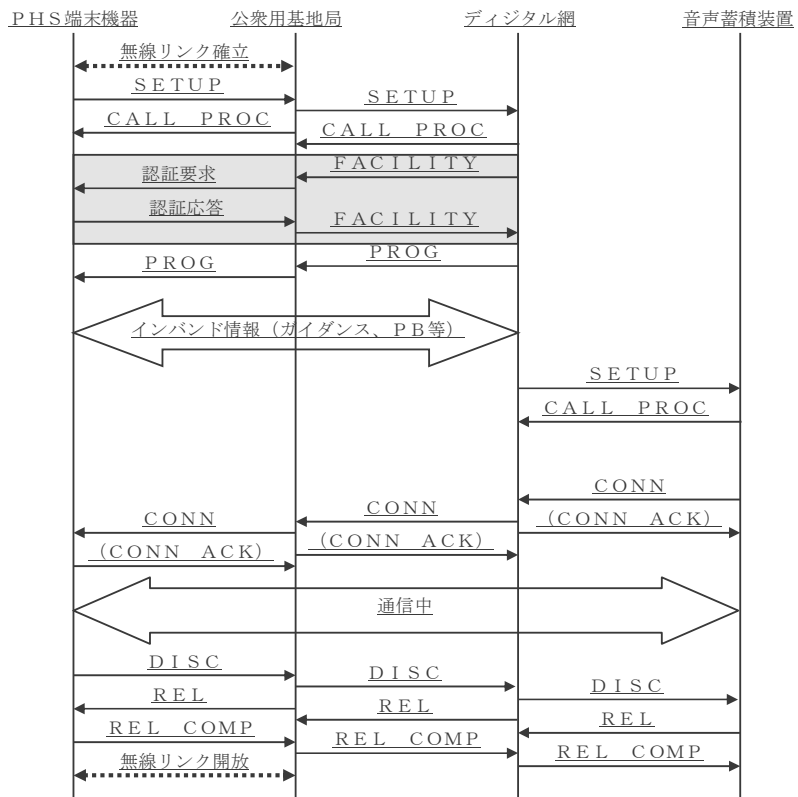 ＰＨＳ端末機器　公衆用基地局　ディジタル網　音声蓄積装置
無線リンク確立
ＳＥＴＵＰ
ＳＥＴＵＰ
ＣＡＬＬ　ＰＲＯＣ
ＣＡＬＬ　ＰＲＯＣ
ＦＡＣＩＬＩＴＹ
認証要求
認証応答
ＦＡＣＩＬＩＴＹ
ＰＲＯＧ
ＰＲＯＧ
インバンド情報（ガイダンス、ＰＢ等）
ＳＥＴＵＰ
ＣＡＬＬ　ＰＲＯＣ
ＣＯＮＮ
ＣＯＮＮ
ＣＯＮＮ
（ＣＯＮＮ　ＡＣＫ）
（ＣＯＮＮ　ＡＣＫ）
（ＣＯＮＮ　ＡＣＫ）
通信中
ＤＩＳＣ
ＤＩＳＣ
ＤＩＳＣ
ＲＥＬ
ＲＥＬ
ＲＥＬ
ＲＥＬ　ＣＯＭＰ
ＲＥＬ　ＣＯＭＰ
ＲＥＬ　ＣＯＭＰ
無線リンク開放